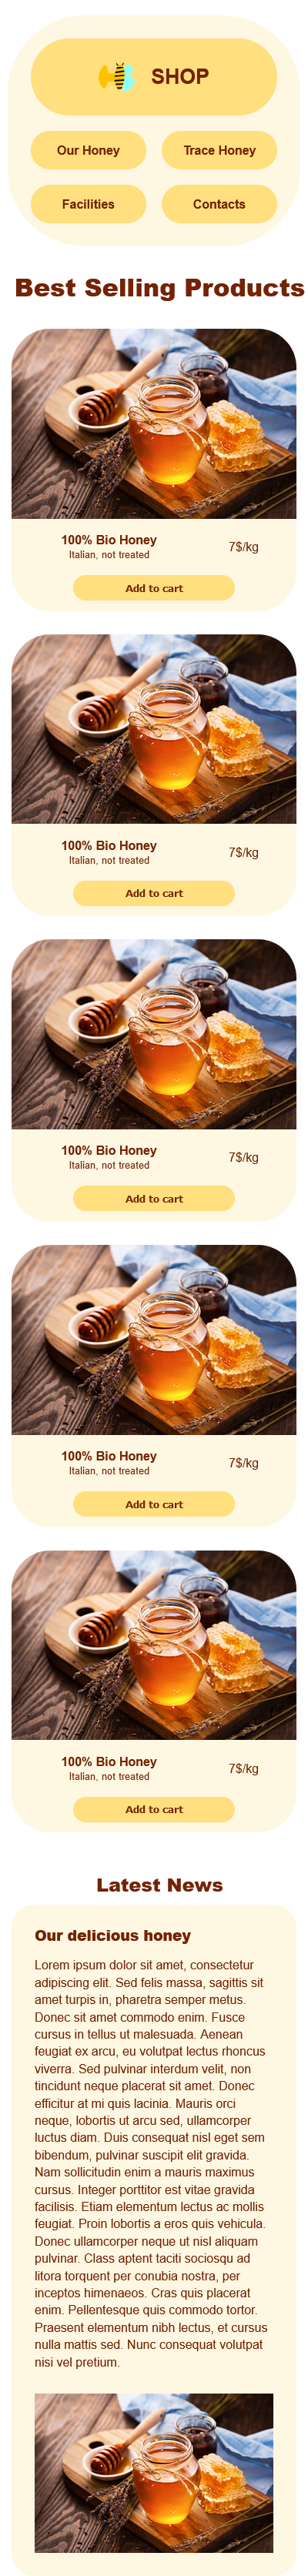 SHOP
Our Honey
Trace Honey
Facilities
Contacts
Best Selling Products
100% Bio Honey
Italian, not treated
7$/kg
Add to cart
100% Bio Honey
Italian, not treated
7$/kg
Add to cart
100% Bio Honey
Italian, not treated
7$/kg
Add to cart
100% Bio Honey
Italian, not treated
7$/kg
Add to cart
100% Bio Honey
Italian, not treated
7$/kg
Add to cart
Latest News
Our delicious honey
Lorem ipsum dolor sit amet, consectetur
adipiscing elit. Sed felis massa, sagittis sit
amet turpis in, pharetra semper metus.
Donec sit amet commodo enim. Fusce
cursus in tellus ut malesuada. Aenean
feugiat ex arcu, eu volutpat lectus rhoncus
viverra. Sed pulvinar interdum velit, non
tincidunt neque placerat sit amet. Donec
efficitur at mi quis lacinia. Mauris orci
neque, lobortis ut arcu sed, ullamcorper
luctus diam. Duis consequat nisl eget sem
bibendum, pulvinar suscipit elit gravida.
Nam sollicitudin enim a mauris maximus
cursus. Integer porttitor est vitae gravida
facilisis. Etiam elementum lectus ac mollis
feugiat. Proin lobortis a eros quis vehicula.
Donec ullamcorper neque ut nisl aliquam
pulvinar. Class aptent taciti sociosqu ad
litora torquent per conubia nostra, per
inceptos himenaeos. Cras quis placerat
enim. Pellentesque quis commodo tortor.
Praesent elementum nibh lectus, et cursus
nulla mattis sed. Nunc consequat volutpat
nisi vel pretium.